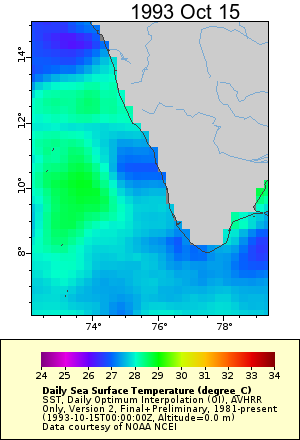 1993 Oct 15
14°
12°
10°
8°
74° 76° 78°
24 25 26 27 28 29 30 31 32 33 34
Daily Sea Surface Temperature (degree_C)
SST, Daily Optimum Interpolation (OI), AVHRR
Only, Version 2, Final+Preliminary, 1981-present
(1993-10-15T00:00:00Z, Altitude=0.0 m)
Data courtesy of NOAA NCEI